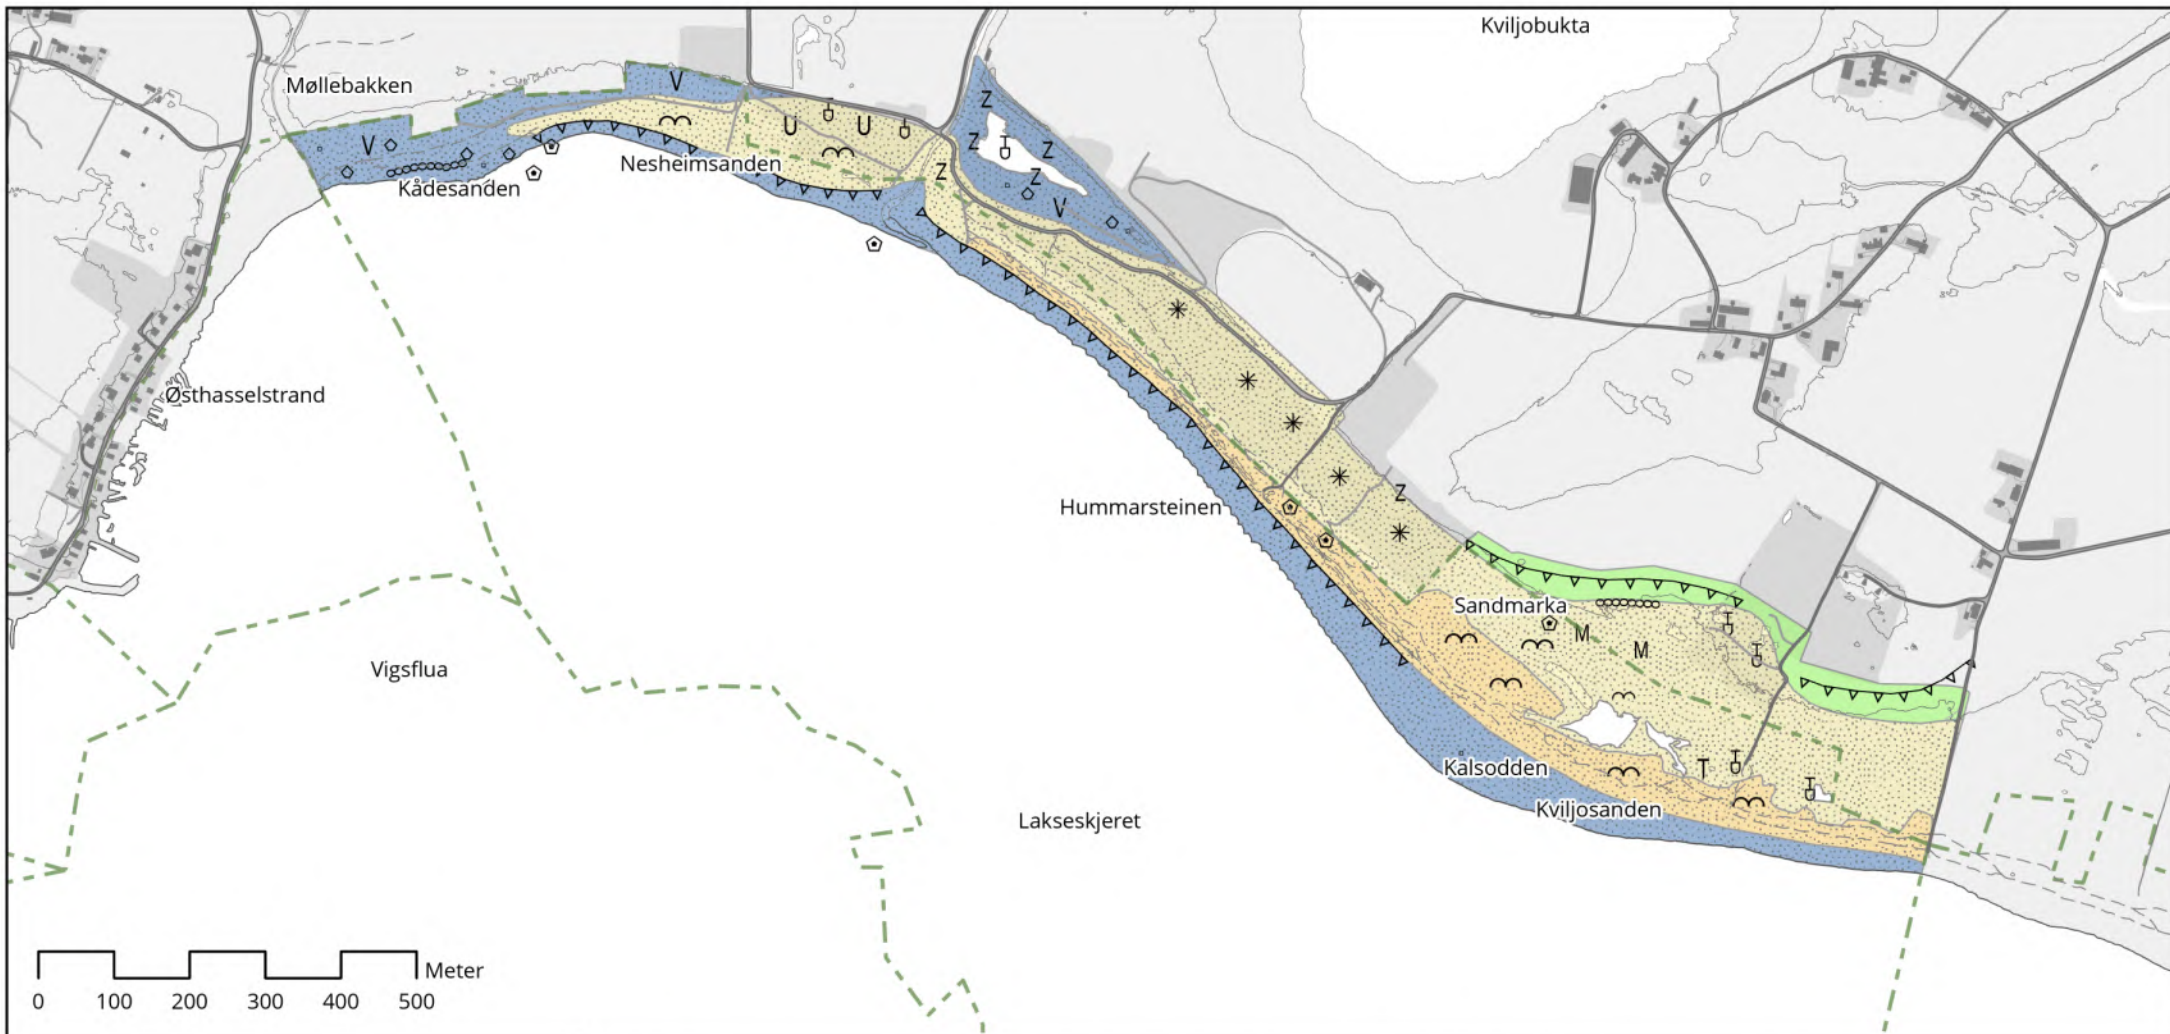 Kviljobukta
Møllebakken
V
Z
U
U
Z
V
Z
Nesheimsanden
Z
Z
Kådesanden
V
Østhasselstrand
Z
Hummarsteinen
Sandmarka
M
M
Vigsflua
Kalsodden
T
Kviljosanden
Lakseskjeret
Meter
0 100 200 300 400 500